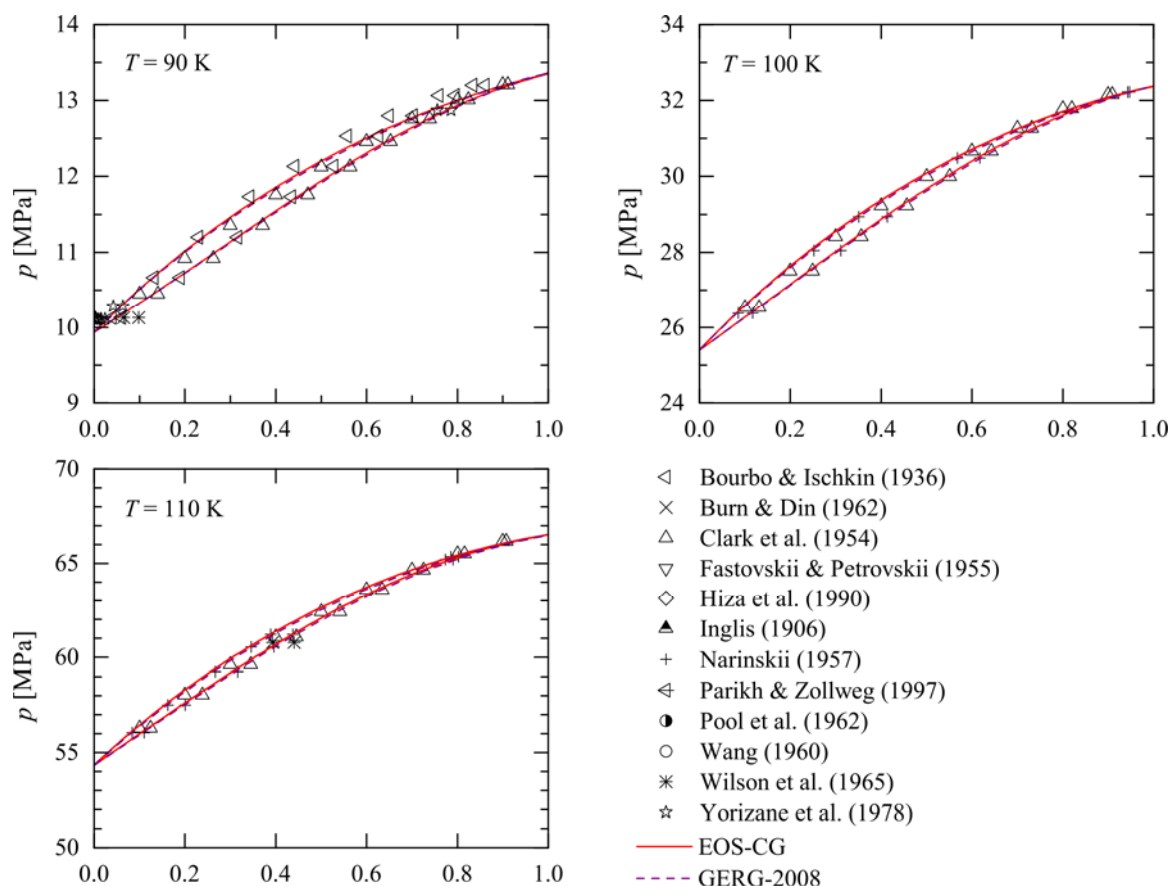 14
13
12
11
10
9
p [MPa]
T = 90 K
0.0 0.2 0.4 0.6 0.8 1.0
34
32
30
28
26
24
p [MPa]
T = 100 K
0.0 0.2 0.4 0.6 0.8 1.0
70
65
60
55
50
p [MPa]
T = 110 K
0.0 0.2 0.4 0.6 0.8 1.0
Bourbo & Ischkin (1936)
Burn & Din (1962)
Clark et al. (1954)
Fastovskii & Petrovskii (1955)
Hiza et al. (1990)
Inglis (1906)
Narinskii (1957)
Parikh & Zollweg (1997)
Pool et al. (1962)
Wang (1960)
Wilson et al. (1965)
Yorizane et al. (1978)
EOS-CG
GERG-2008